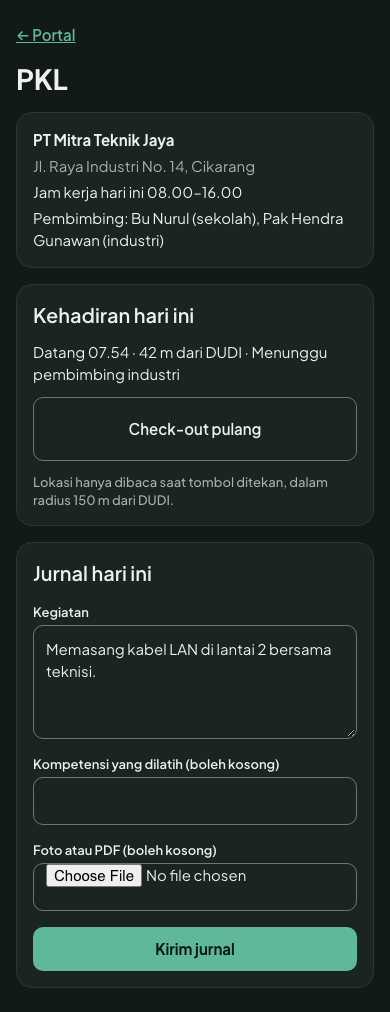 ← Portal
PKL
PT Mitra Teknik Jaya
Jl. Raya Industri No. 14, Cikarang
Jam kerja hari ini 08.00–16.00
Pembimbing: Bu Nurul (sekolah), Pak Hendra
Gunawan (industri)
Kehadiran hari ini
Datang 07.54 · 42 m dari DUDI · Menunggu
pembimbing industri
Check-out pulang
Lokasi hanya dibaca saat tombol ditekan, dalam
radius 150 m dari DUDI.
Jurnal hari ini
Kegiatan
Memasang kabel LAN di lantai 2 bersama
teknisi.
Kompetensi yang dilatih (boleh kosong)
Foto atau PDF (boleh kosong)
Choose File No file chosen
Kirim jurnal